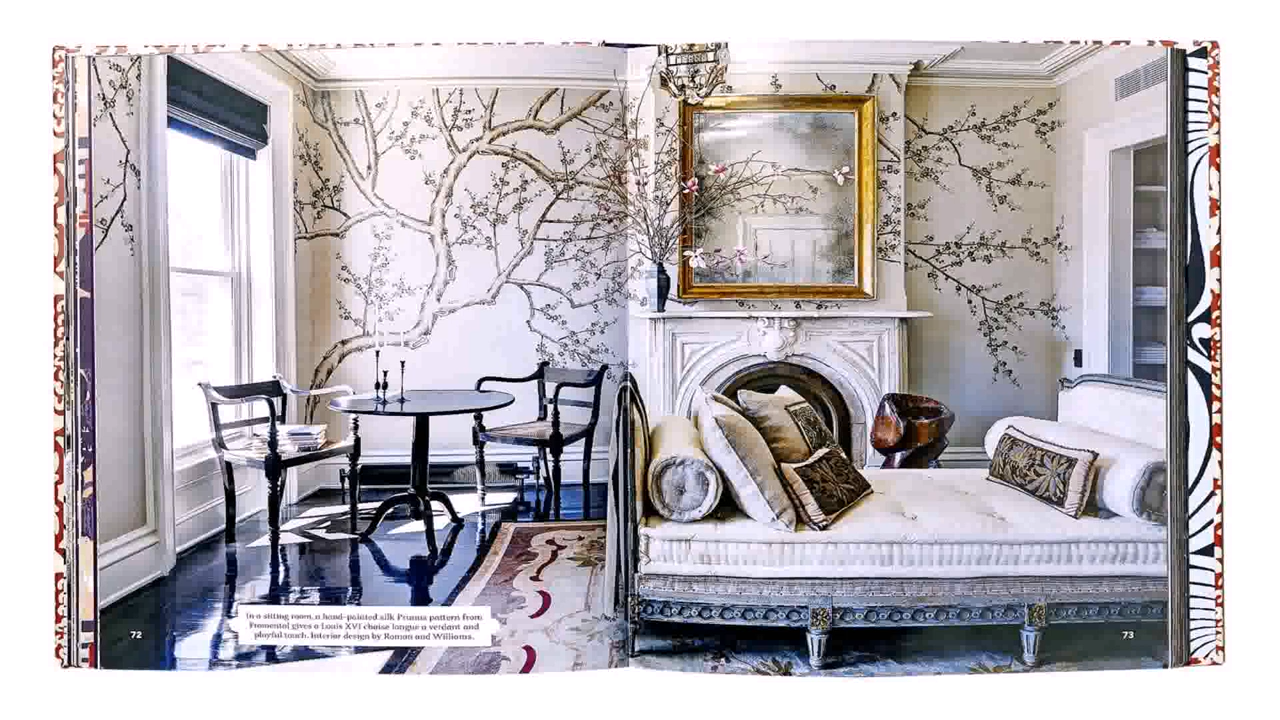 In a sitting room, a hand-painted silk Prunus pattern from
Fromental gives a Louis XVI chaise longue a verdant and
playful touch. Interior design by Roman and Williams.
72
73